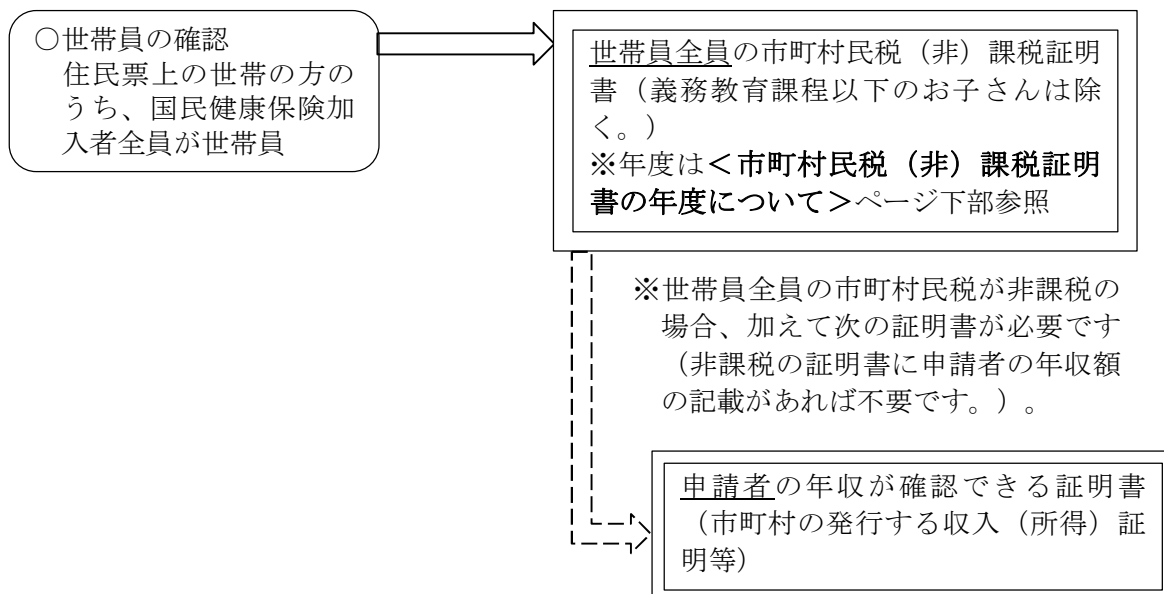 ○世帯員の確認
住民票上の世帯の方の
うち、国民健康保険加
入者全員が世帯員
世帯員全員の市町村民税（非）課税証明
書（義務教育課程以下のお子さんは除
く。）
※年度は＜市町村民税（非）課税証明
書の年度について＞ページ下部参照
※世帯員全員の市町村民税が非課税の
場合、加えて次の証明書が必要です
（非課税の証明書に申請者の年収額
の記載があれば不要です。）。
申請者の年収が確認できる証明書
（市町村の発行する収入（所得）証
明等）